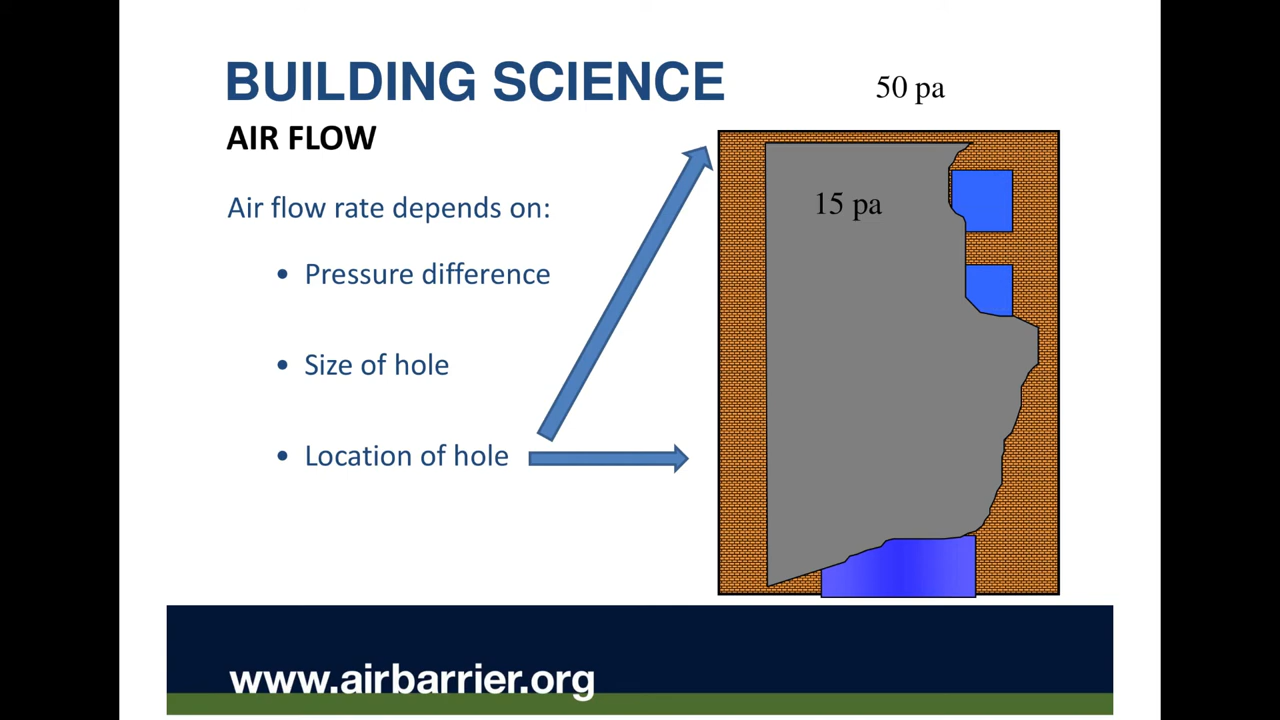 BUILDING SCIENCE
50 pa
AIR FLOW
15 pa
Air flow rate depends on:
• Pressure difference
• Size of hole
• Location of hole
www.airbarrier.org